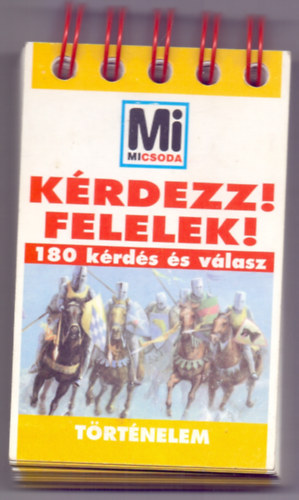 Mi
MICSODA
KÉRDEZZ!
FELELEK!
180 kérdés és válasz
TÖRTÉNELEM